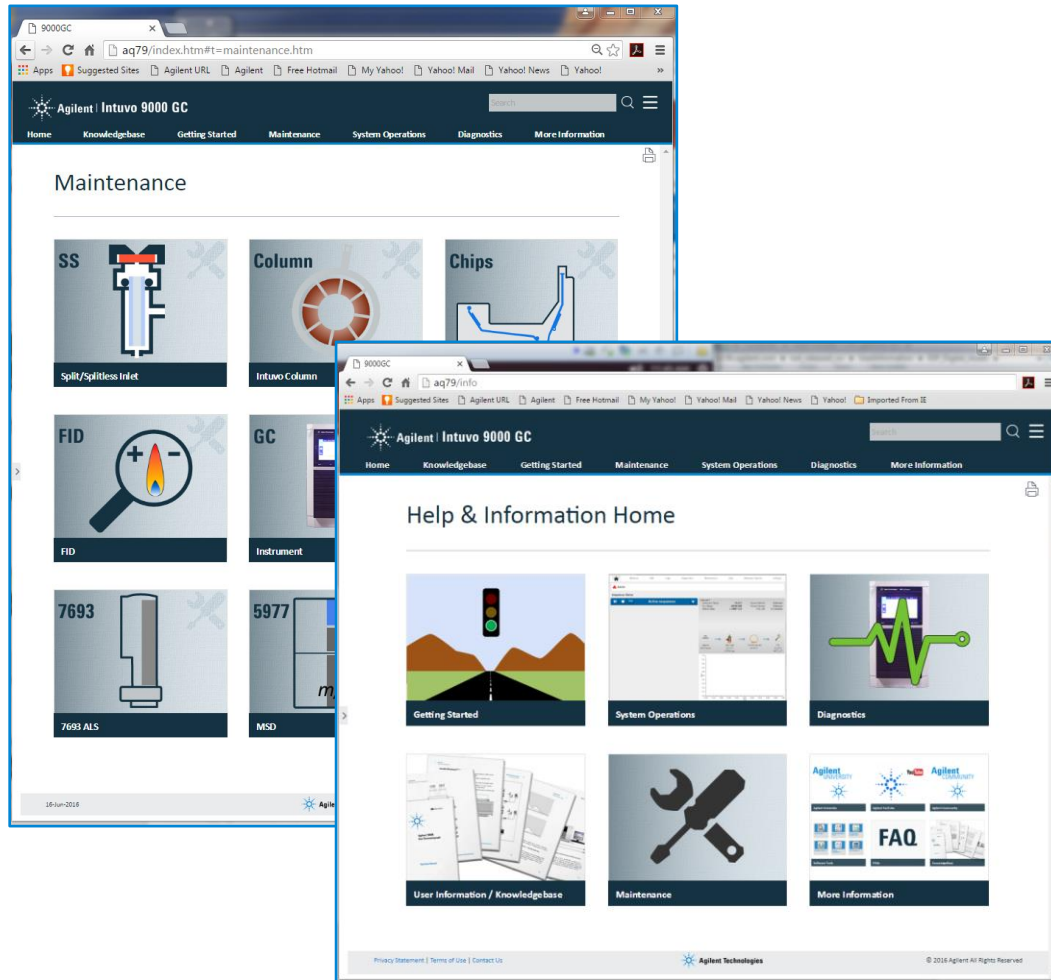 9000GC
aq79/index.htm#t=maintenance.htm
Apps Suggested Sites Agilent URL Agilent Free Hotmail My Yahoo! Yahoo! Mail Yahoo! News Yahoo!
Agilent | Intuvo 9000 GC
Search
Home Knowledgebase Getting Started Maintenance System Operations Diagnostics More Information
Maintenance
SS
Column
Chips
Split/Splitless Inlet
Intuvo Column
FID
GC
FID
Instrument
7693
5977
7693 ALS
MSD
16-Jun-2016
9000GC
aq79/info
Apps Suggested Sites Agilent URL Agilent Free Hotmail My Yahoo! Yahoo! Mail Yahoo! News Yahoo! Imported From IE
Agilent | Intuvo 9000 GC
Search
Home Knowledgebase Getting Started Maintenance System Operations Diagnostics More Information
Help & Information Home
Getting Started
System Operations
Diagnostics
Agilent UNIVERSITY
Agilent COMMUNITY
FAQ
User Information / Knowledgebase
Maintenance
More Information
Privacy Statement | Terms of Use | Contact Us
Agilent Technologies
© 2016 Agilent All Rights Reserved